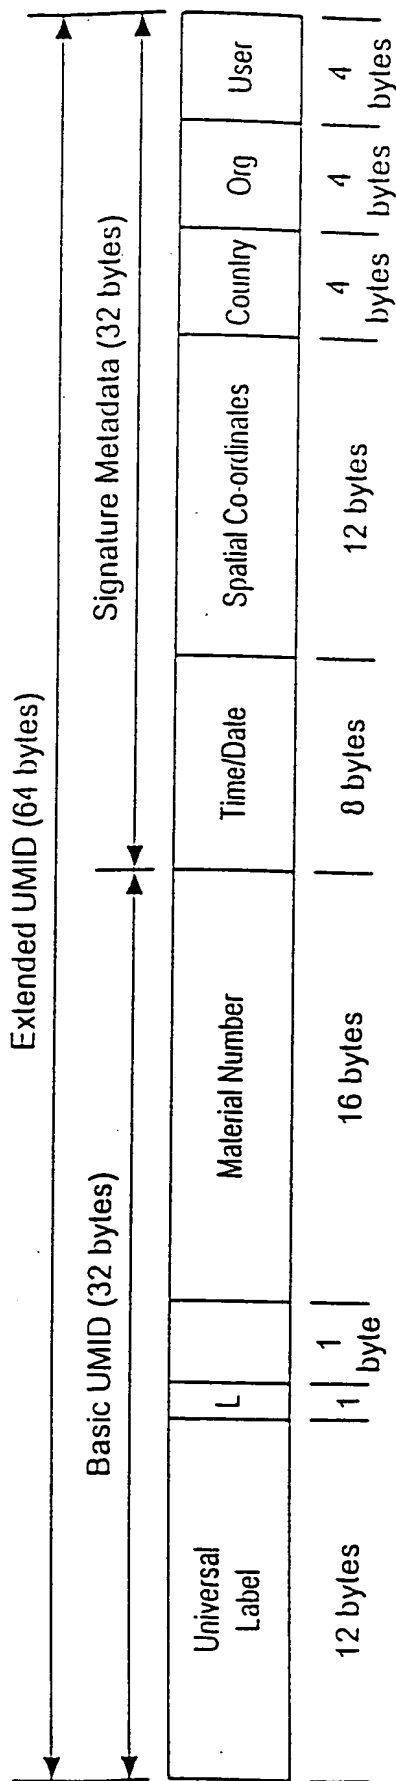 Extended UMID (64 bytes)
Basic UMID (32 bytes)
Signature Metadata (32 bytes)
Universal
Label
L
Material Number
Time/Date
Spatial Co-ordinates
Country
Org
User
12 bytes
1
1
byte
16 bytes
8 bytes
12 bytes
4
bytes
4
bytes
4
bytes